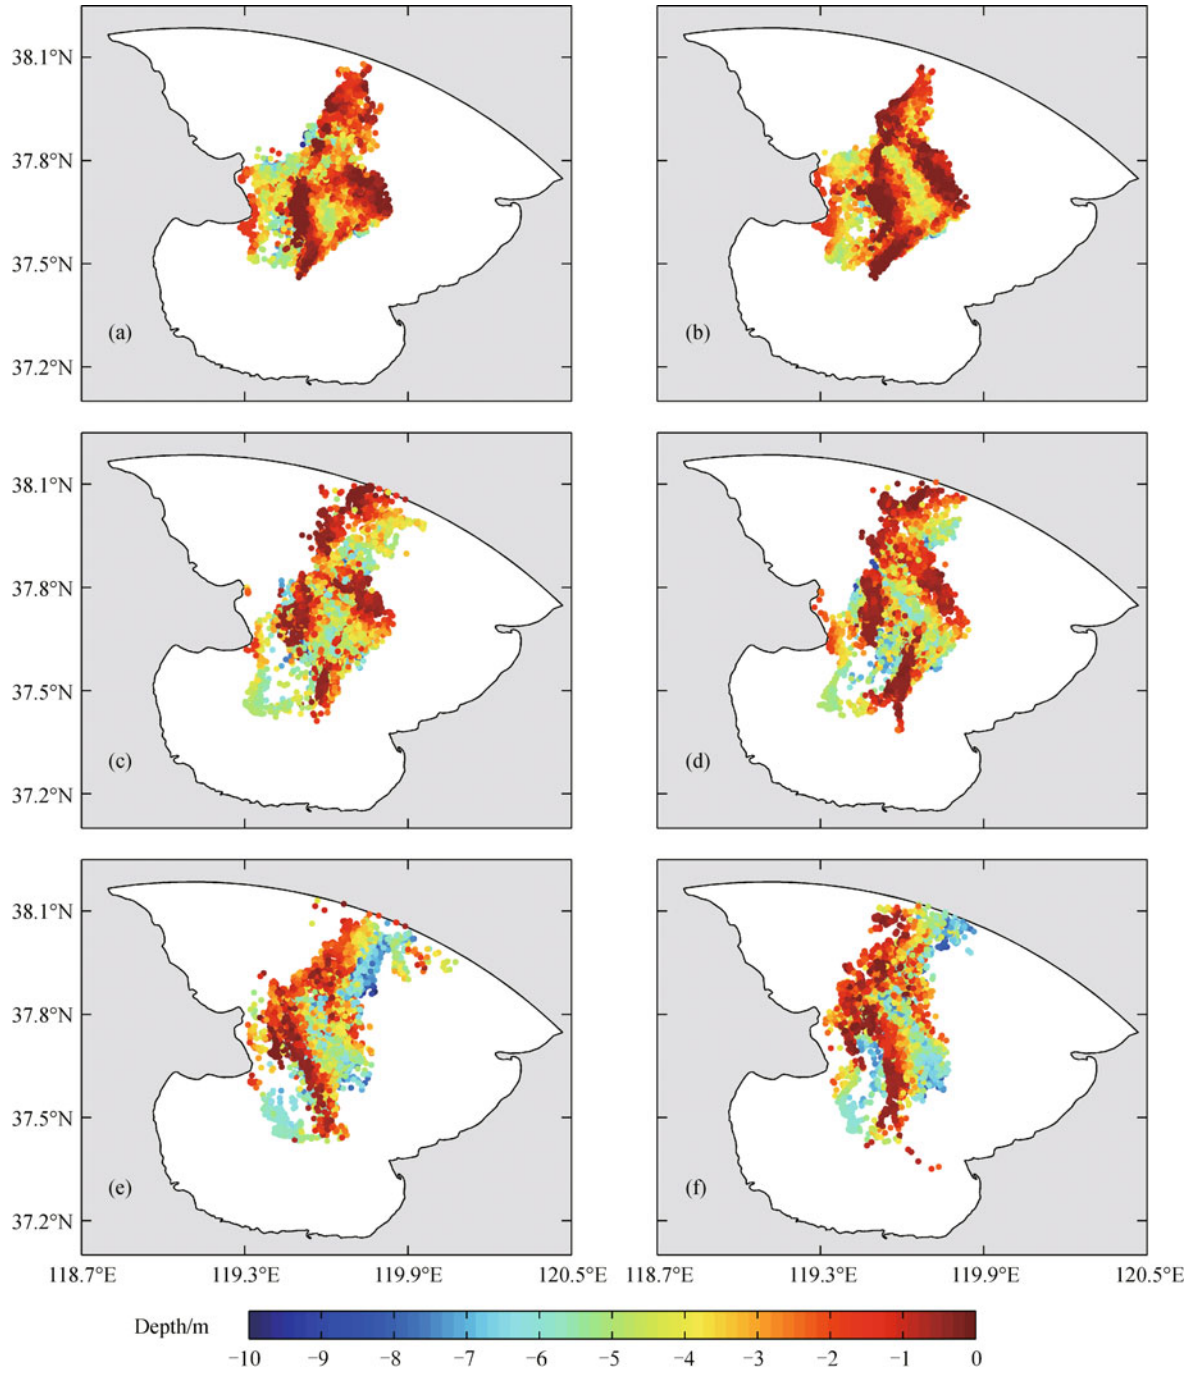 38.1°N
37.8°N
37.5°N
(a) (b)
37.2°N
38.1°N
37.8°N
37.5°N
(c) (d)
37.2°N
38.1°N
37.8°N
37.5°N
(e) (f)
37.2°N
118.7°E 119.3°E 119.9°E 120.5°E 118.7°E 119.3°E 119.9°E 120.5°E
Depth/m
−10 −9 −8 −7 −6 −5 −4 −3 −2 −1 0